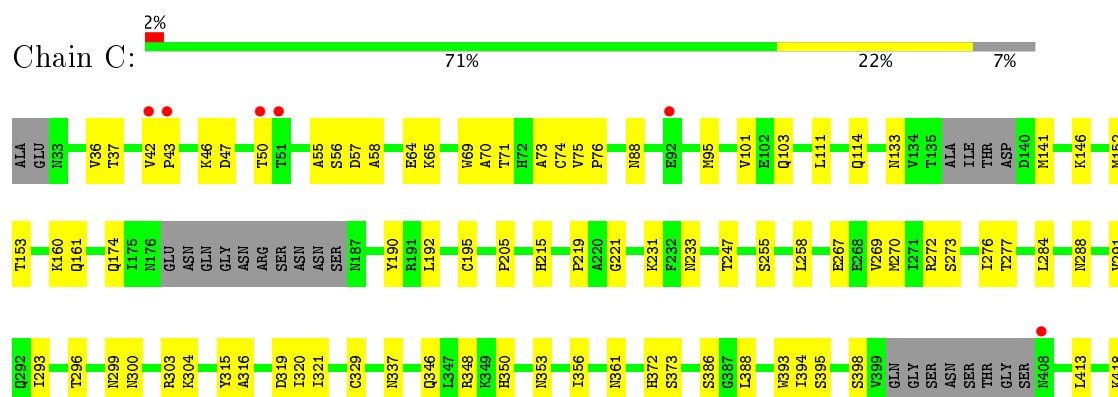 2%
Chain C:
71% 22% 7%
ALA GLU N33 V36 T37 V42 P43 K46 D47 T50 T51 A55 S56 D57 A58 E64 K65 W69 A70 T71 H72 A73 C74 V75 P76 N88 E92 M95 V101 E102 Q103 L111 Q114 N133 V134 T135 ALA ILE THR ASP D140 M141 K146 M152
T153 K160 Q161 Q174 I175 N176 GLU ASN GLN GLY ASN ARG SER ASN ASN SER N187 Y190 R191 L192 C195 P205 H215 P219 A220 G221 K231 F232 N233 T247 S255 L258 E267 E268 V269 M270 I271 R272 S273 I276 T277 L284 N288
Q292 I293 T296 N299 N300 R303 K304 Y315 A316 D319 I320 I321 C329 N337 Q346 L347 R348 K349 H350 N353 I356 N361 H372 S373 S386 G387 L388 W393 I394 S395 S398 V399 GLN GLY SER ASN SER THR GLY SER N408 L413 K418